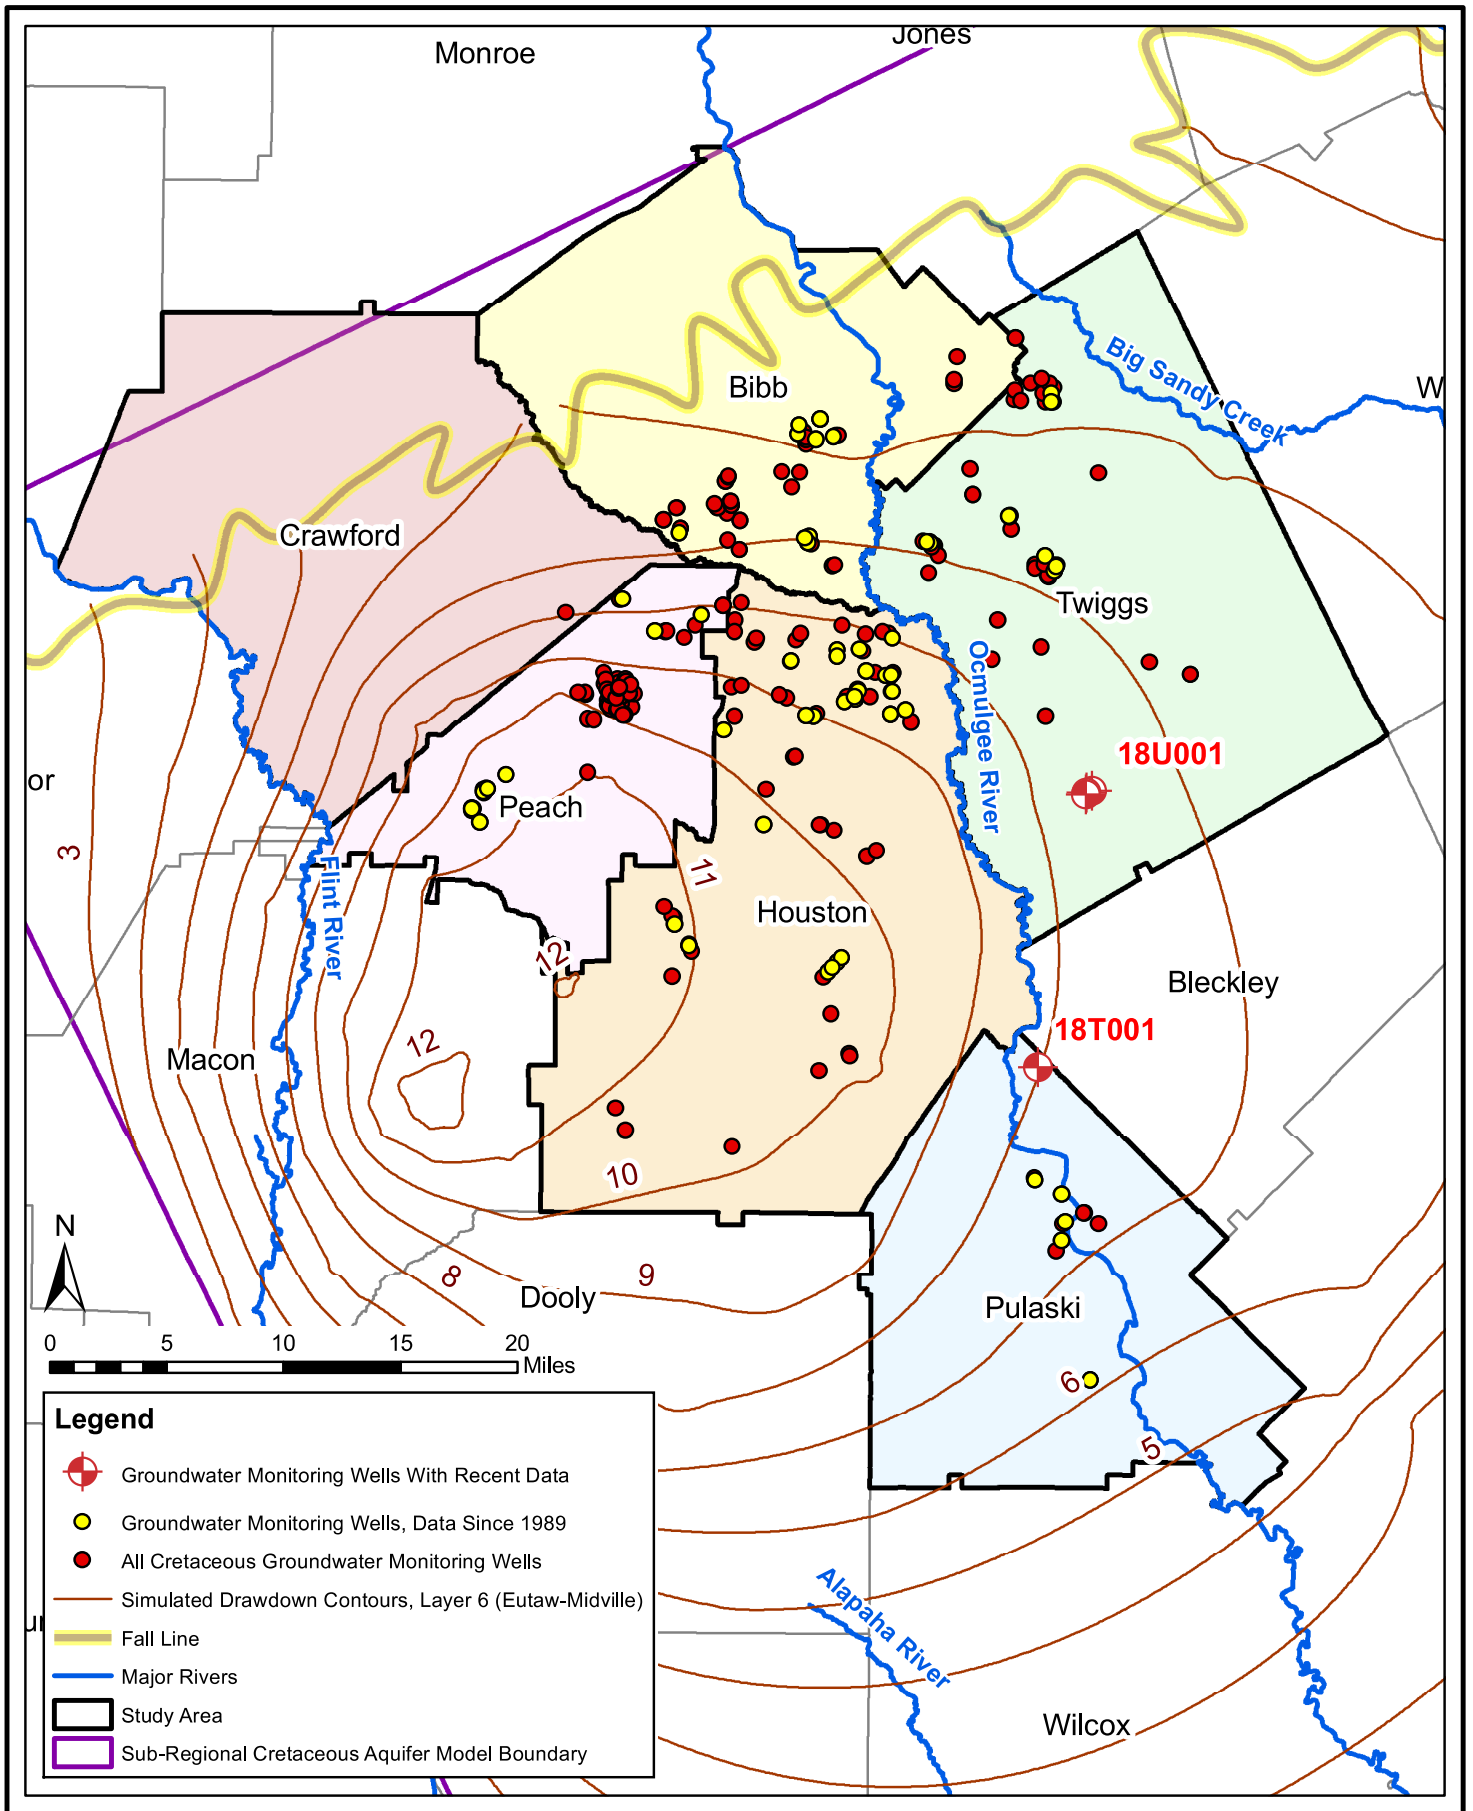 Monroe
Jones
Bibb
Big Sandy Creek
W
Crawford
Twiggs
Ocmulgee River
18U001
or
Peach
3
Flint River
11
Houston
12
Bleckley
12
18T001
Macon
10
N
8
9
Dooly
Pulaski
0 5 10 15 20
Miles
6
5
Legend
Groundwater Monitoring Wells With Recent Data
Groundwater Monitoring Wells, Data Since 1989
All Cretaceous Groundwater Monitoring Wells
Simulated Drawdown Contours, Layer 6 (Eutaw-Midville)
Fall Line
Major Rivers
Study Area
Sub-Regional Cretaceous Aquifer Model Boundary
Alapaha River
Wilcox